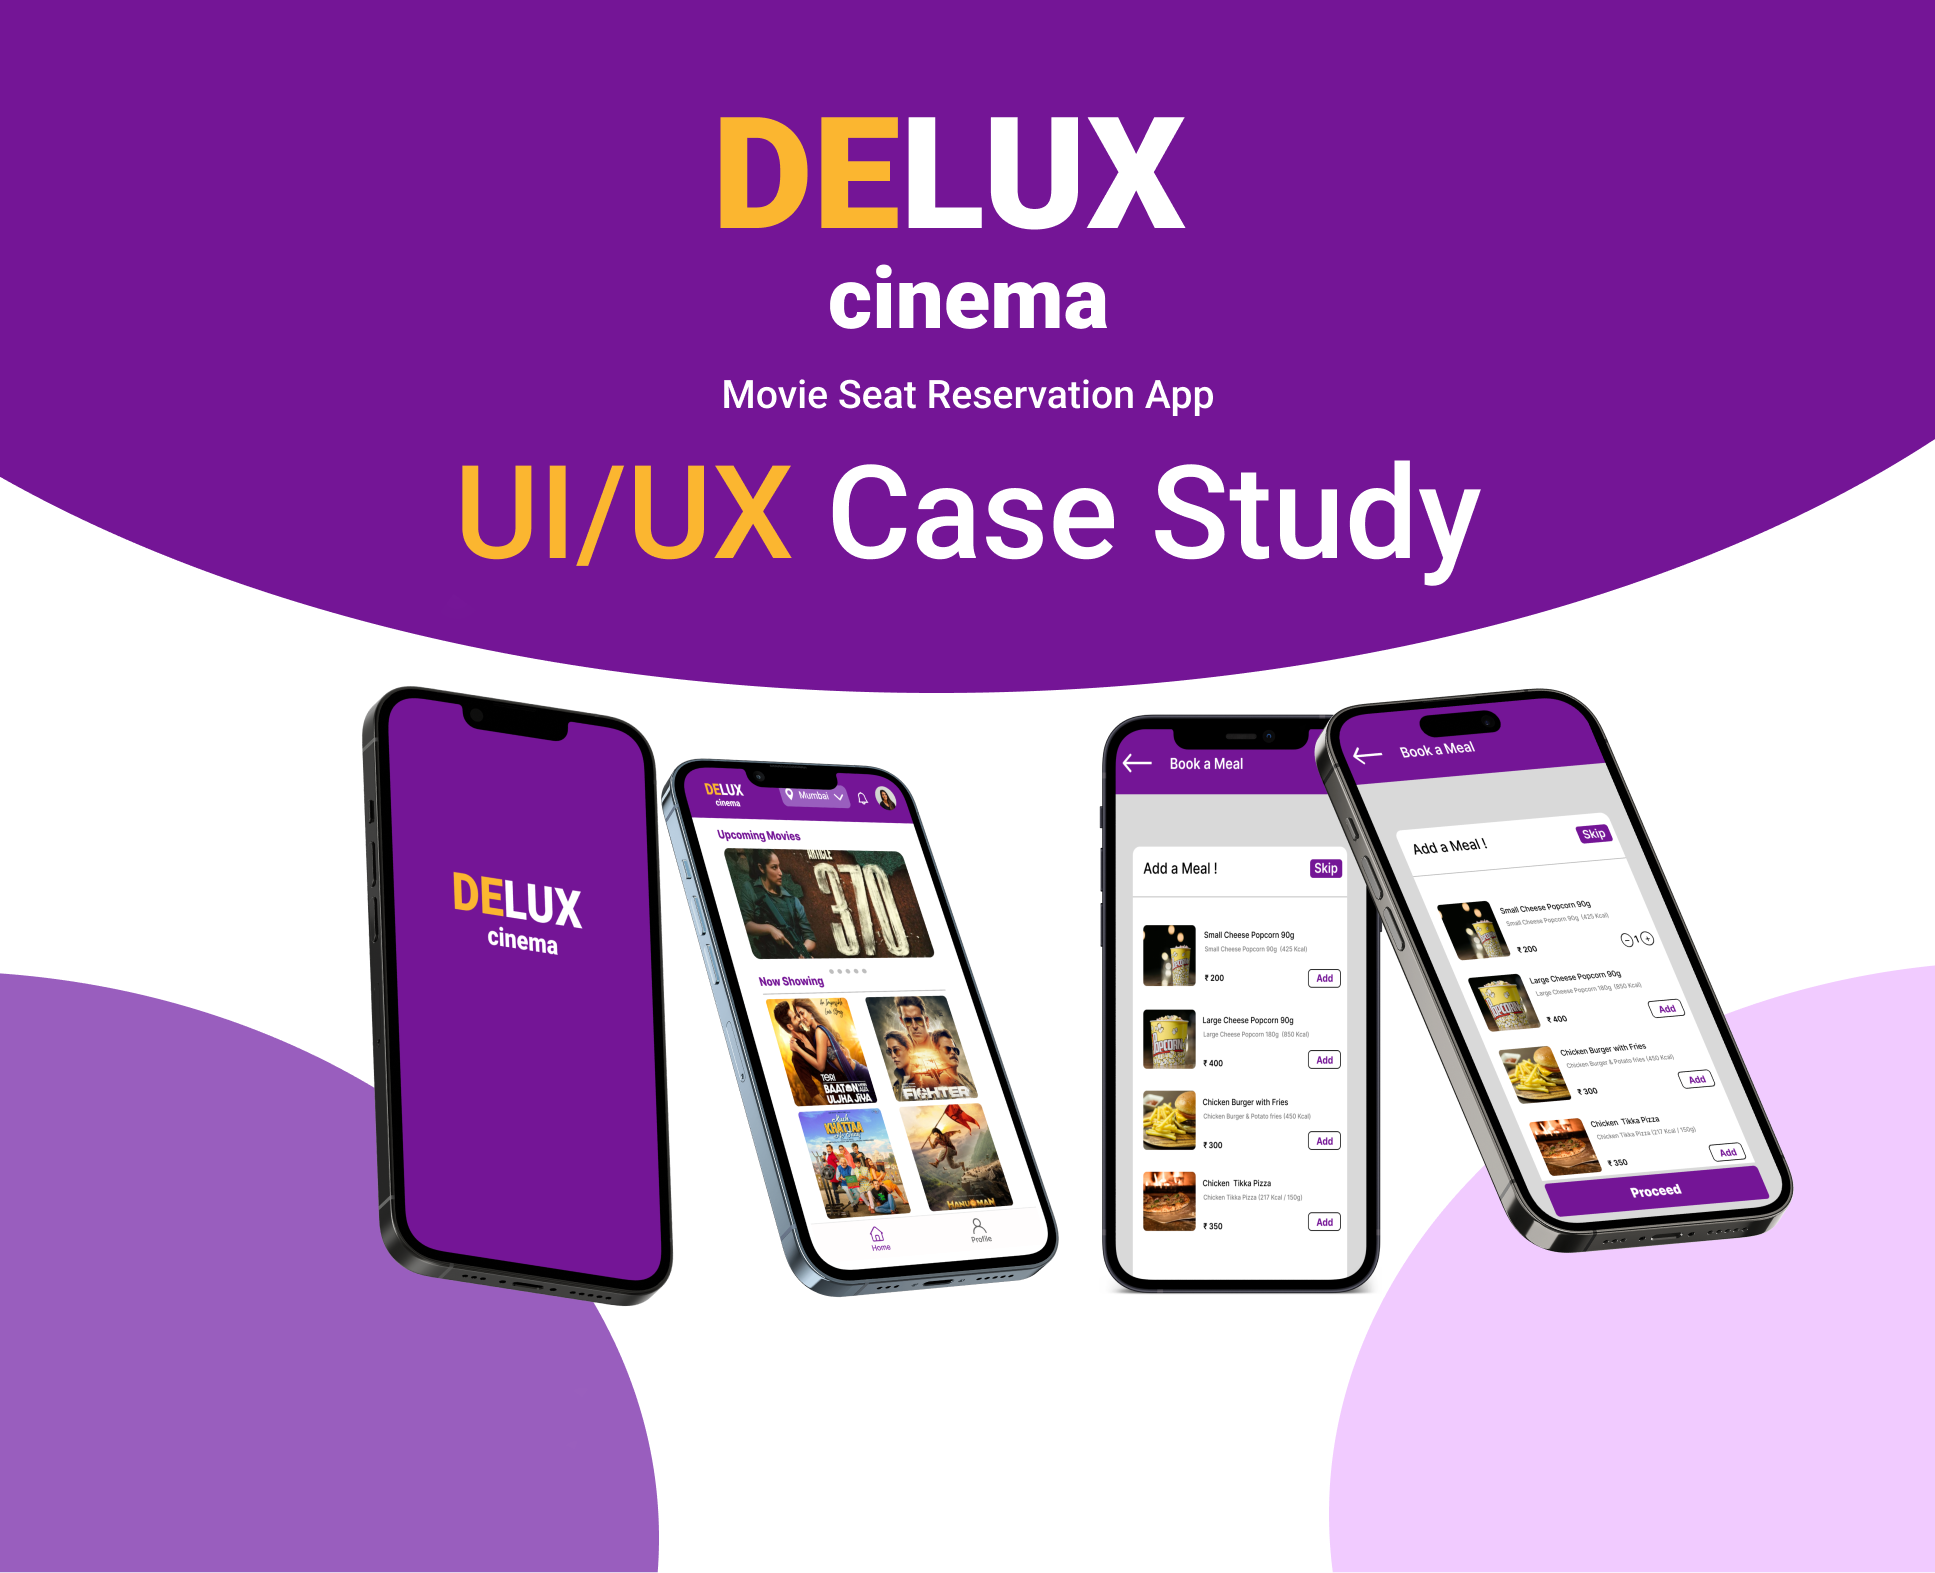 DELUX
cinema
Movie Seat Reservation App
UI/UX Case Study
DELUX
cinema
DELUX
cinema
Mumbai
Upcoming Movies
ARTICLE
370
Now Showing
TERI
BAATON
ULJHA JIYA
FIGHTER
KHATTAA
HANUMAN
Home
Profile
Book a Meal
Add a Meal !
Skip
Small Cheese Popcorn 90g
Small Cheese Popcorn 90g (425 Kcal)
₹ 200
Add
Large Cheese Popcorn 90g
Large Cheese Popcorn 180g (850 Kcal)
₹ 400
Add
Chicken Burger with Fries
Chicken Burger & Potato fries (450 Kcal)
₹ 300
Add
Chicken Tikka Pizza
Chicken Tikka Pizza (217 Kcal / 150g)
₹ 350
Add
Book a Meal
Add a Meal !
Skip
Small Cheese Popcorn 90g
Small Cheese Popcorn 90g (425 Kcal)
₹ 200
1
Large Cheese Popcorn 90g
Large Cheese Popcorn 180g (850 Kcal)
₹ 400
Add
Chicken Burger with Fries
Chicken Burger & Potato fries (450 Kcal)
₹ 300
Add
Chicken Tikka Pizza
Chicken Tikka Pizza (217 Kcal / 150g)
₹ 350
Add
Proceed